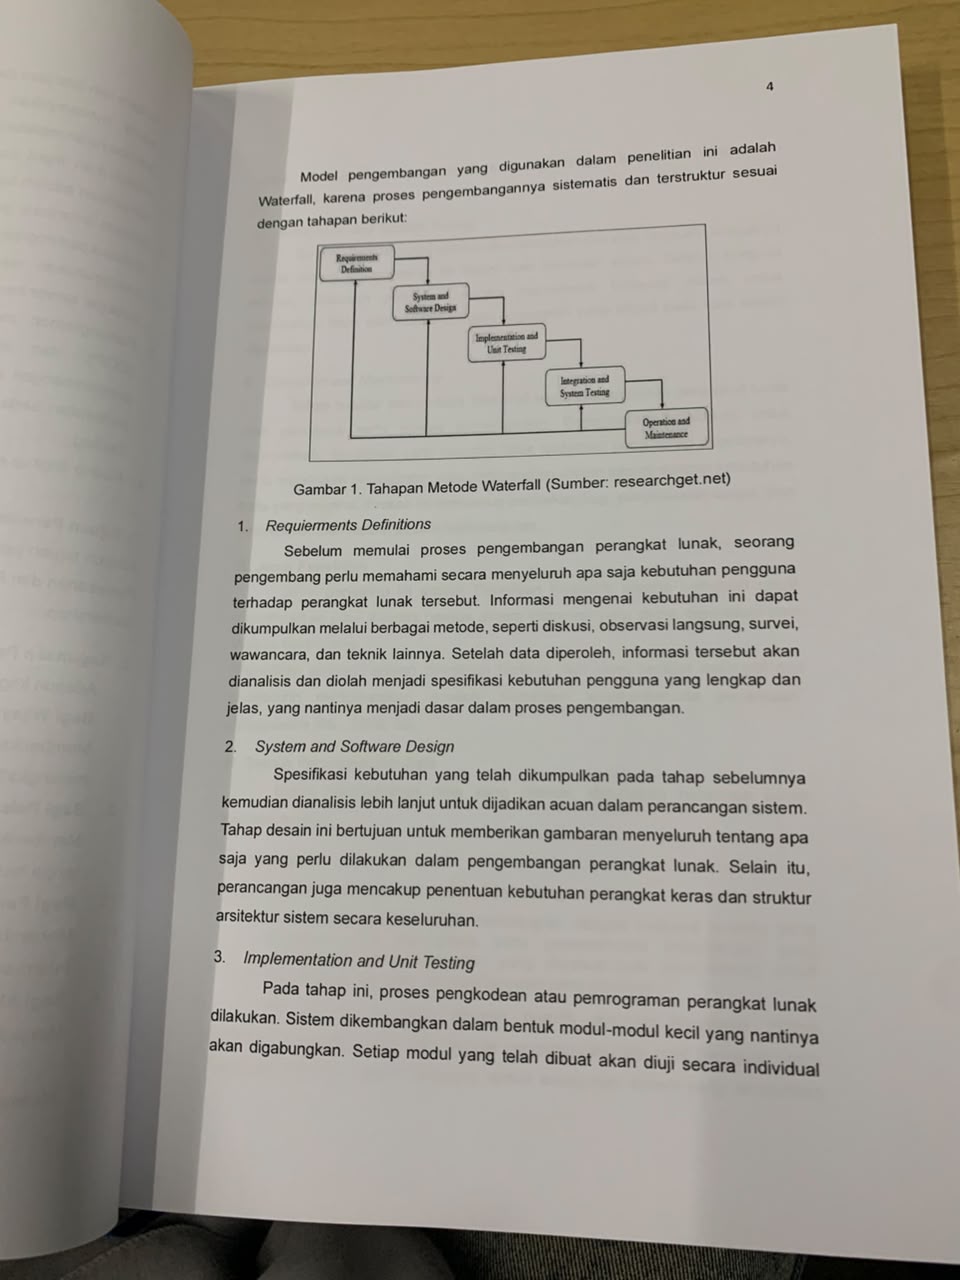 4
Model pengembangan yang digunakan dalam penelitian ini adalah
Waterfall, karena proses pengembangannya sistematis dan terstruktur sesuai
dengan tahapan berikut:
Requirements
Definition
System and
Software Design
Implementation and
Unit Testing
Integration and
System Testing
Operation and
Maintenance
Gambar 1. Tahapan Metode Waterfall (Sumber: researchget.net)
1. Requierments Definitions
Sebelum memulai proses pengembangan perangkat lunak, seorang
pengembang perlu memahami secara menyeluruh apa saja kebutuhan pengguna
terhadap perangkat lunak tersebut. Informasi mengenai kebutuhan ini dapat
dikumpulkan melalui berbagai metode, seperti diskusi, observasi langsung, survei,
wawancara, dan teknik lainnya. Setelah data diperoleh, informasi tersebut akan
dianalisis dan diolah menjadi spesifikasi kebutuhan pengguna yang lengkap dan
jelas, yang nantinya menjadi dasar dalam proses pengembangan.
2. System and Software Design
Spesifikasi kebutuhan yang telah dikumpulkan pada tahap sebelumnya
kemudian dianalisis lebih lanjut untuk dijadikan acuan dalam perancangan sistem.
Tahap desain ini bertujuan untuk memberikan gambaran menyeluruh tentang apa
saja yang perlu dilakukan dalam pengembangan perangkat lunak. Selain itu,
perancangan juga mencakup penentuan kebutuhan perangkat keras dan struktur
arsitektur sistem secara keseluruhan.
3. Implementation and Unit Testing
Pada tahap ini, proses pengkodean atau pemrograman perangkat lunak
dilakukan. Sistem dikembangkan dalam bentuk modul-modul kecil yang nantinya
akan digabungkan. Setiap modul yang telah dibuat akan diuji secara individual